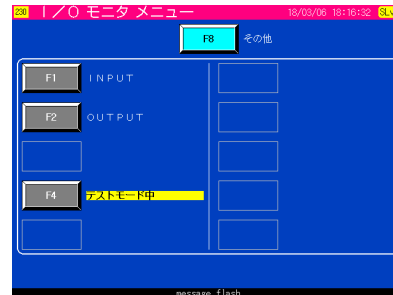 230 I/O モニタ メニュー 18/03/06 18:16:32 SLV
F8 その他
F1 INPUT
F2 OUTPUT
F4 テストモード中
message flash